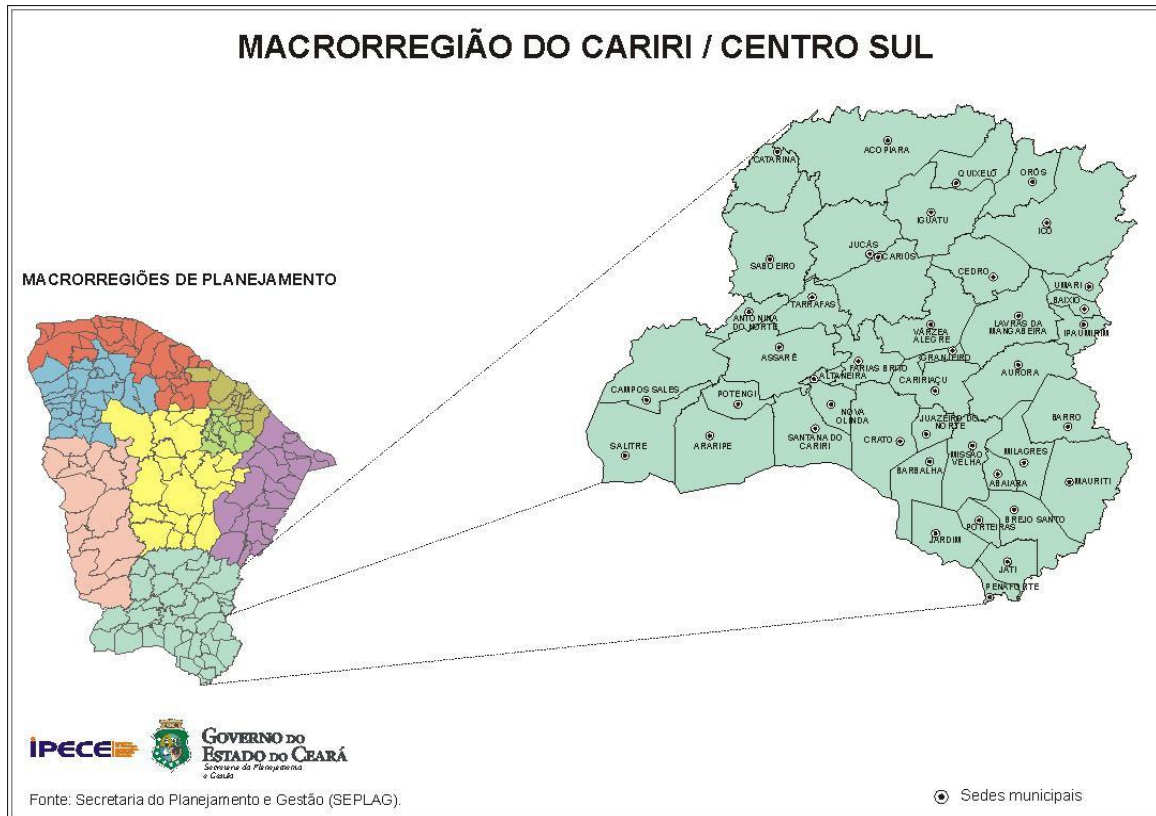 MACRORREGIÃO DO CARIRI / CENTRO SUL
MACRORREGIÕES DE PLANEJAMENTO
CATARINA
ACOPIARA
QUIXELÔ
ORÓS
IGUATU
ICÓ
JUCÁS
CARIÚS
SABOEIRO
CEDRO
UMARI
BAIXIO
TARRAFAS
ANTONINA
DO NORTE
VÁRZEA
ALEGRE
LAVRAS DA
MANGABEIRA
IPAUMIRIM
ASSARÉ
GRANJEIRO
FARIAS BRITO
ALTANEIRA
AURORA
CAMPOS SALES
POTENGI
CARIRIAÇU
NOVA
OLINDA
JUAZEIRO DO
NORTE
BARRO
SALITRE
ARARIPE
SANTANA DO
CARIRI
CRATO
MISSÃO
VELHA
MILAGRES
BARBALHA
ABAIARA
MAURITI
BREJO SANTO
PORTEIRAS
JARDIM
JATI
PENAFORTE
IPECE
GOVERNO DO
ESTADO DO CEARÁ
Secretaria do Planejamento
e Gestão
Fonte: Secretaria do Planejamento e Gestão (SEPLAG).
Sedes municipais